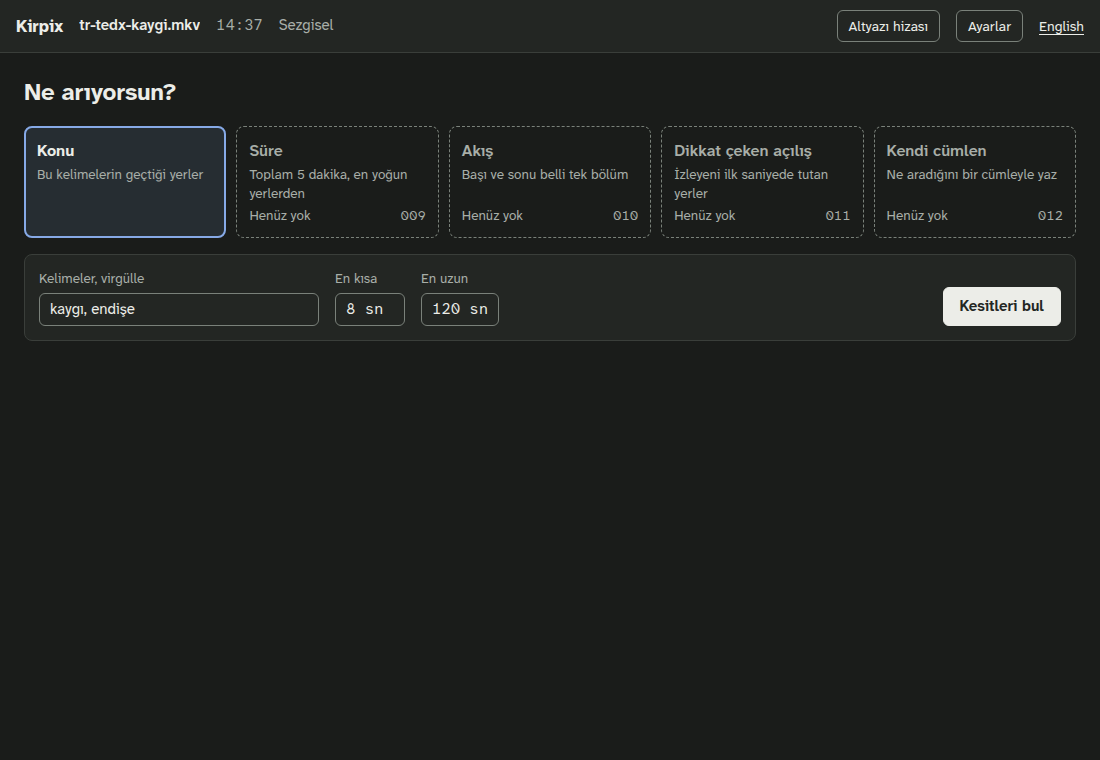 Kirpix tr-tedx-kaygi.mkv 14:37 Sezgisel Altyazı hizası Ayarlar English
Ne arıyorsun?
Konu
Bu kelimelerin geçtiği yerler
Süre
Toplam 5 dakika, en yoğun
yerlerden
Henüz yok 009
Akış
Başı ve sonu belli tek bölüm
Henüz yok 010
Dikkat çeken açılış
İzleyeni ilk saniyede tutan
yerler
Henüz yok 011
Kendi cümlen
Ne aradığını bir cümleyle yaz
Henüz yok 012
Kelimeler, virgülle En kısa En uzun
kaygı, endişe 8 sn 120 sn Kesitleri bul